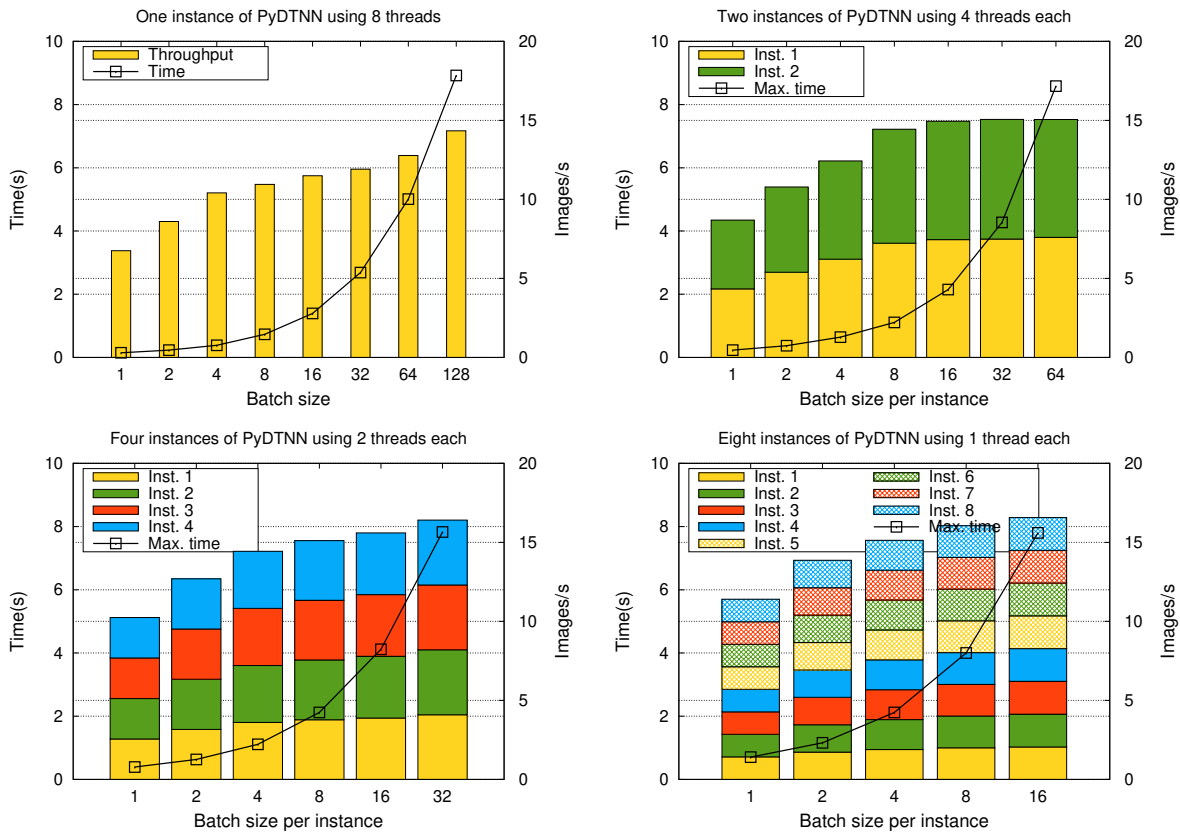 One instance of PyDTNN using 8 threads
10
8
6
4
2
0
Time(s)
Throughput
Time
20
15
10
5
0
Images/s
1 2 4 8 16 32 64 128
Batch size
Two instances of PyDTNN using 4 threads each
10
8
6
4
2
0
Time(s)
Inst. 1
Inst. 2
Max. time
20
15
10
5
0
Images/s
1 2 4 8 16 32 64
Batch size per instance
Four instances of PyDTNN using 2 threads each
10
8
6
4
2
0
Time(s)
Inst. 1
Inst. 2
Inst. 3
Inst. 4
Max. time
20
15
10
5
0
Images/s
1 2 4 8 16 32
Batch size per instance
Eight instances of PyDTNN using 1 thread each
10
8
6
4
2
0
Time(s)
Inst. 1
Inst. 2
Inst. 3
Inst. 4
Inst. 5
Inst. 6
Inst. 7
Inst. 8
Max. time
20
15
10
5
0
Images/s
1 2 4 8 16
Batch size per instance